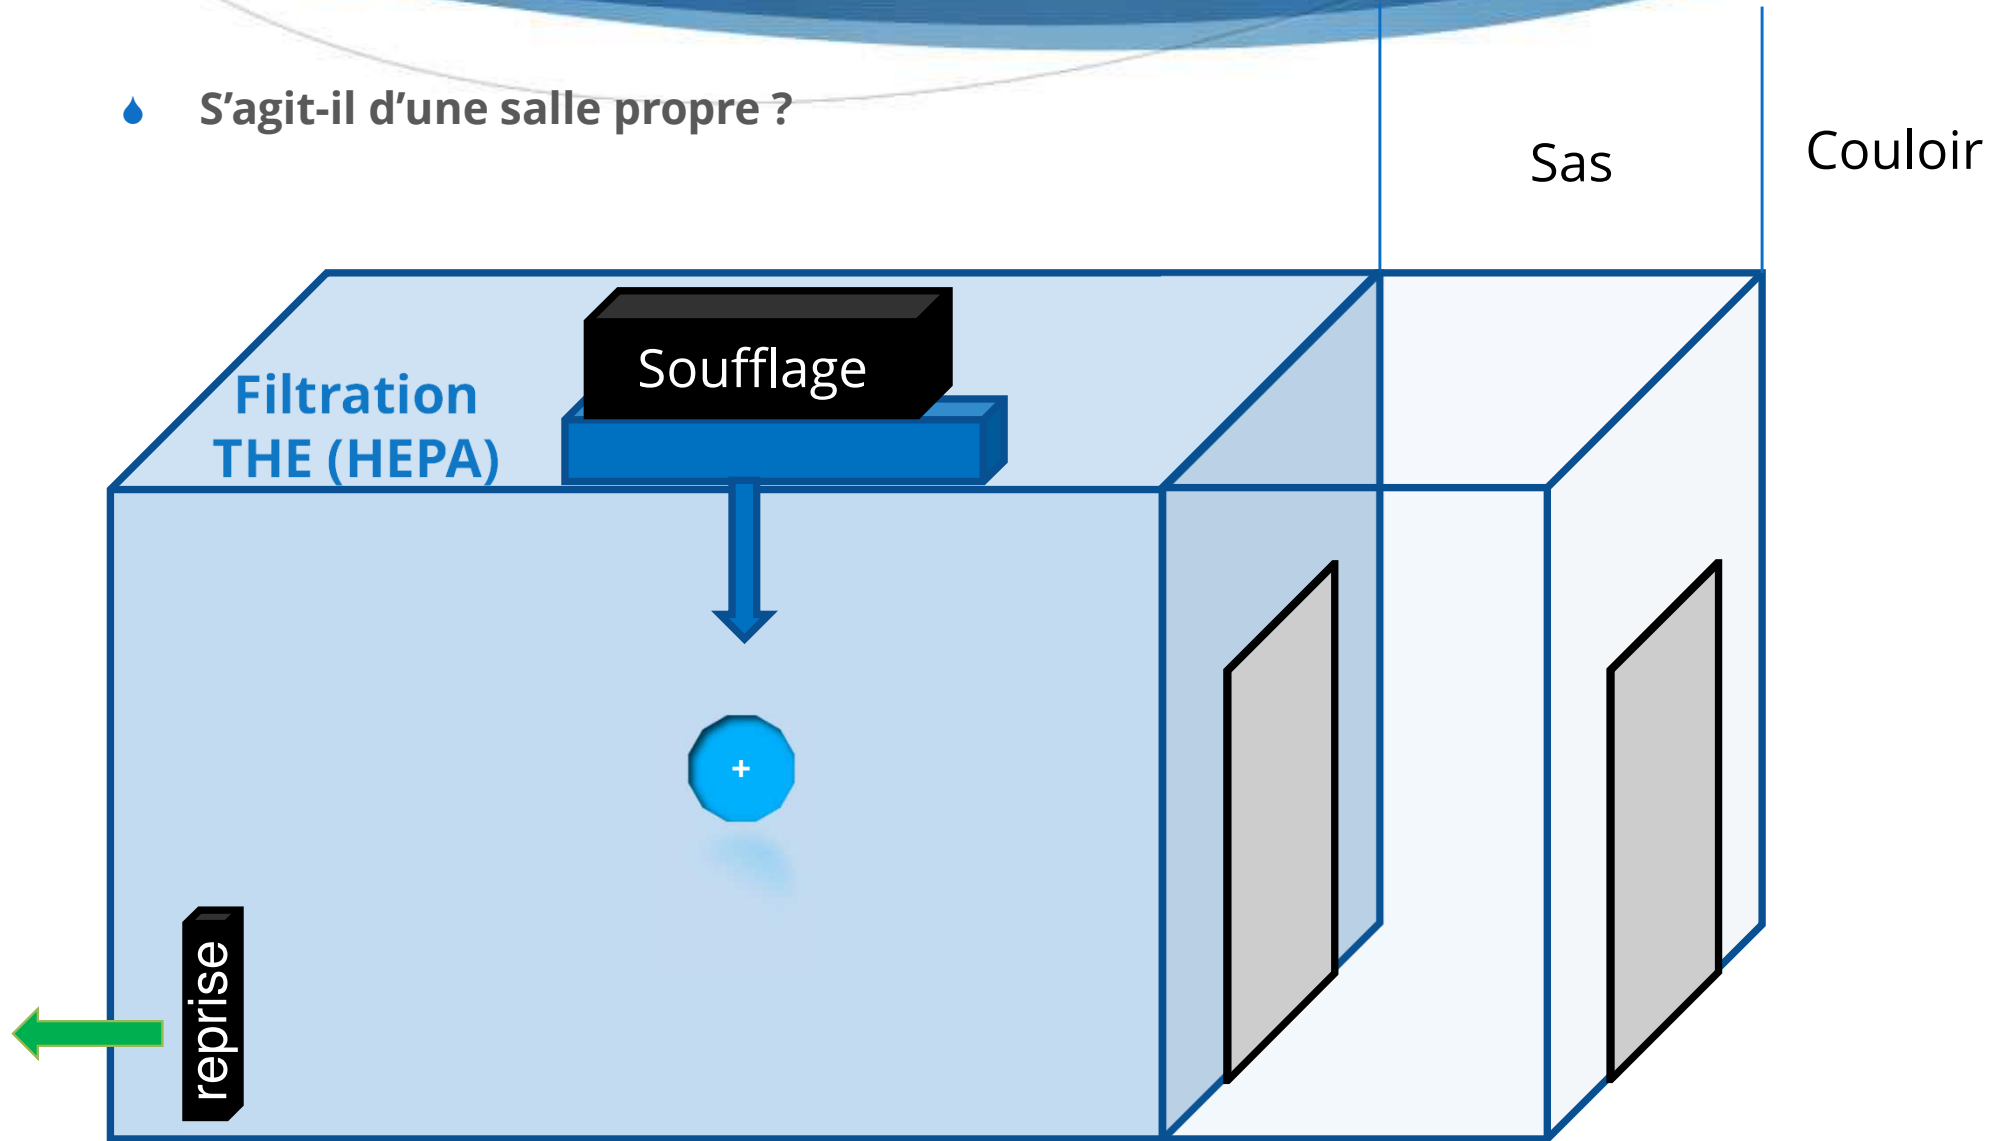 S’agit-il d’une salle propre ?
Sas
Couloir
Soufflage
Filtration
THE (HEPA)
+
reprise